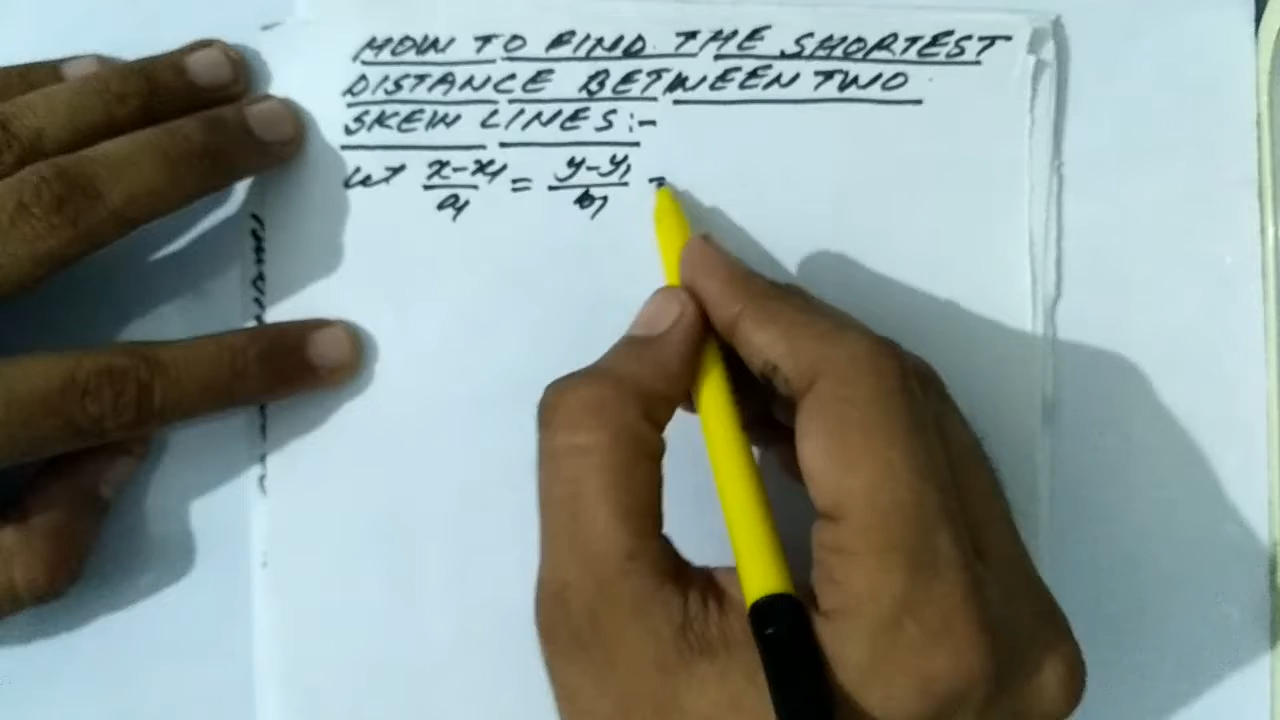 HOW TO FIND THE SHORTEST
DISTANCE BETWEEN TWO
SKEW LINES :-
Let (x-x₁)/a₁ = (y-y₁)/b₁ =